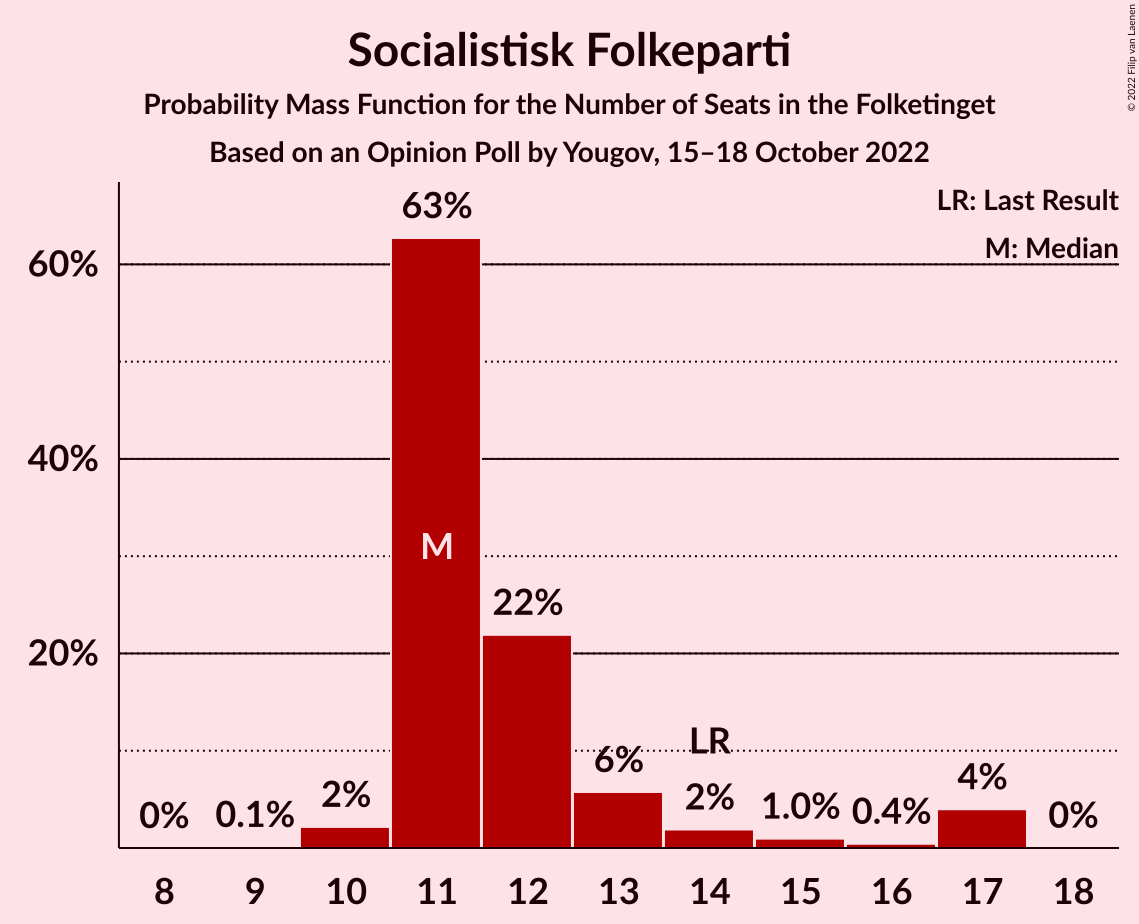 Socialistisk Folkeparti
Probability Mass Function for the Number of Seats in the Folketinget
Based on an Opinion Poll by Yougov, 15–18 October 2022
© 2022 Filip van Laenen
LR: Last Result
M: Median
63%
60%
40%
M
22%
20%
LR
6%
4%
2%
2%
1.0%
0.4%
0.1%
0%
0%
8 9 10 11 12 13 14 15 16 17 18